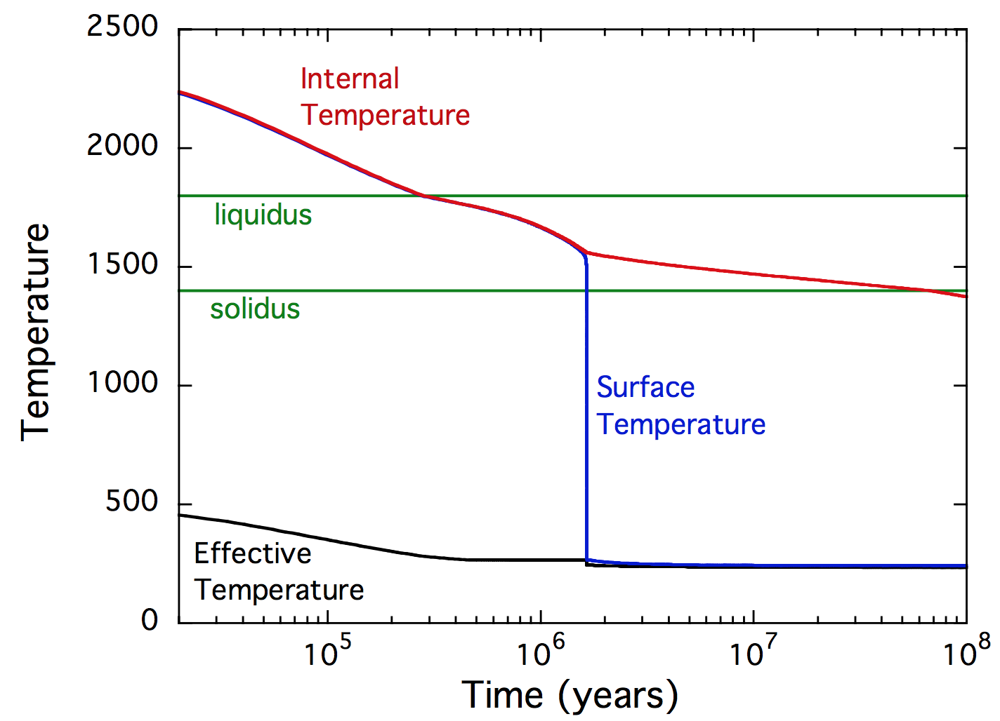 2500
2000
1500
1000
500
0
Temperature
Internal
Temperature
liquidus
solidus
Surface
Temperature
Effective
Temperature
10^5
10^6
10^7
10^8
Time (years)